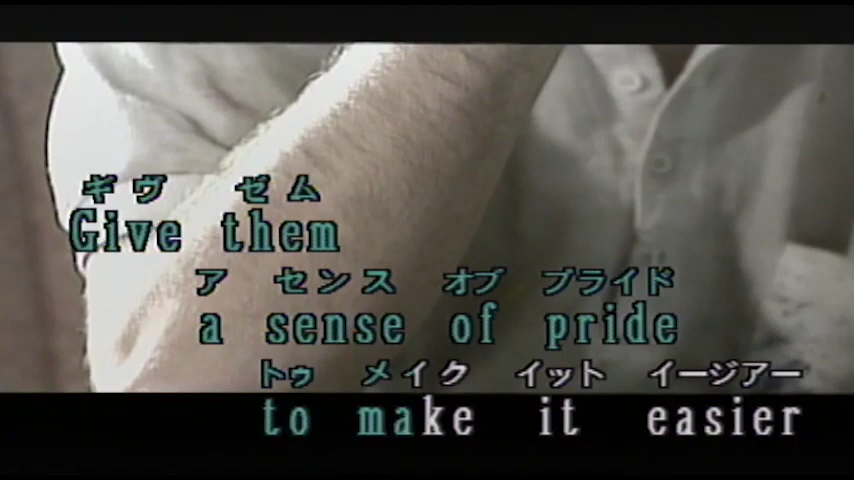 ギヴ ゼム
Give them
ア センス オブ プライド
a sense of pride
トゥ メイク イット イージアー
to make it easier